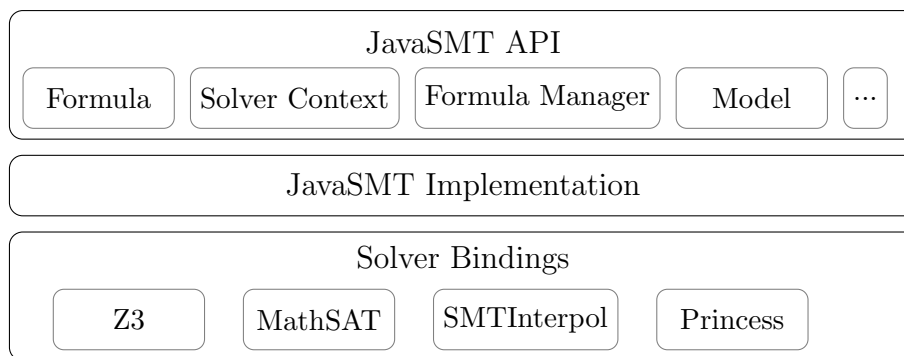 JavaSMT API
Formula Solver Context Formula Manager Model ...
JavaSMT Implementation
Solver Bindings
Z3 MathSAT SMTInterpol Princess